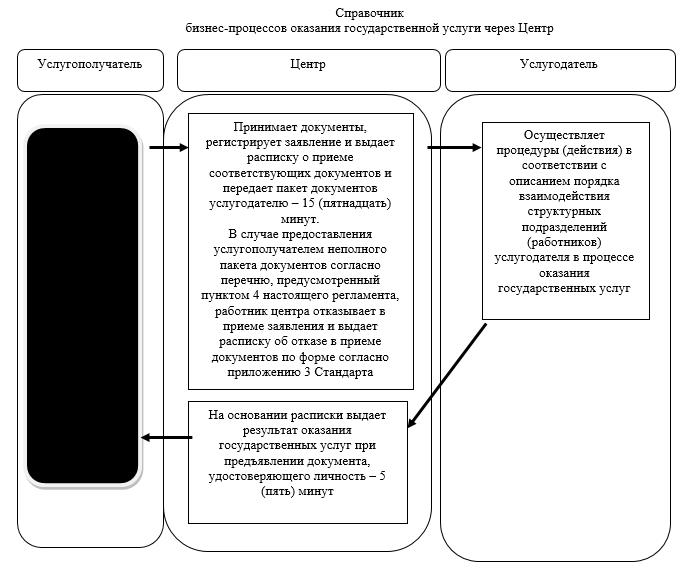 Справочник
бизнес-процессов оказания государственной услуги через Центр
Услугополучатель
Центр
Услугодатель
Принимает документы,
регистрирует заявление и выдает
расписку о приеме
соответствующих документов и
передает пакет документов
услугодателю – 15 (пятнадцать)
минут.
В случае предоставления
услугополучателем неполного
пакета документов согласно
перечню, предусмотренный
пунктом 4 настоящего регламента,
работник центра отказывает в
приеме заявления и выдает
расписку об отказе в приеме
документов по форме согласно
приложению 3 Стандарта
Осуществляет
процедуры (действия) в
соответствии с
описанием порядка
взаимодействия
структурных
подразделений
(работников)
услугодателя в процессе
оказания
государственных услуг
На основании расписки выдает
результат оказания
государственных услуг при
предъявлении документа,
удостоверяющего личность – 5
(пять) минут